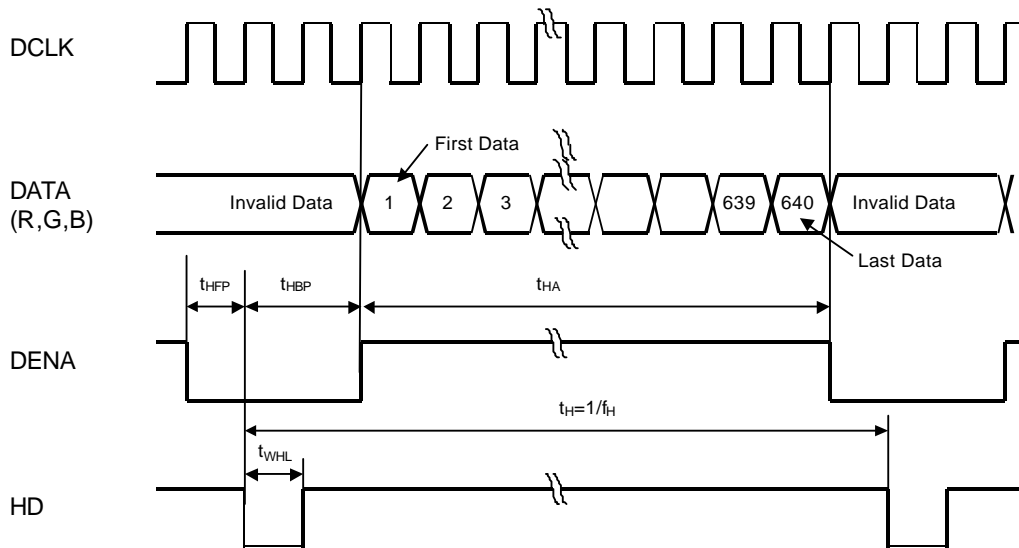 DCLK
First Data
DATA
(R,G,B)
Invalid Data 1 2 3 639 640 Invalid Data
Last Data
tHFP tHBP tHA
DENA
tH=1/fH
tWHL
HD